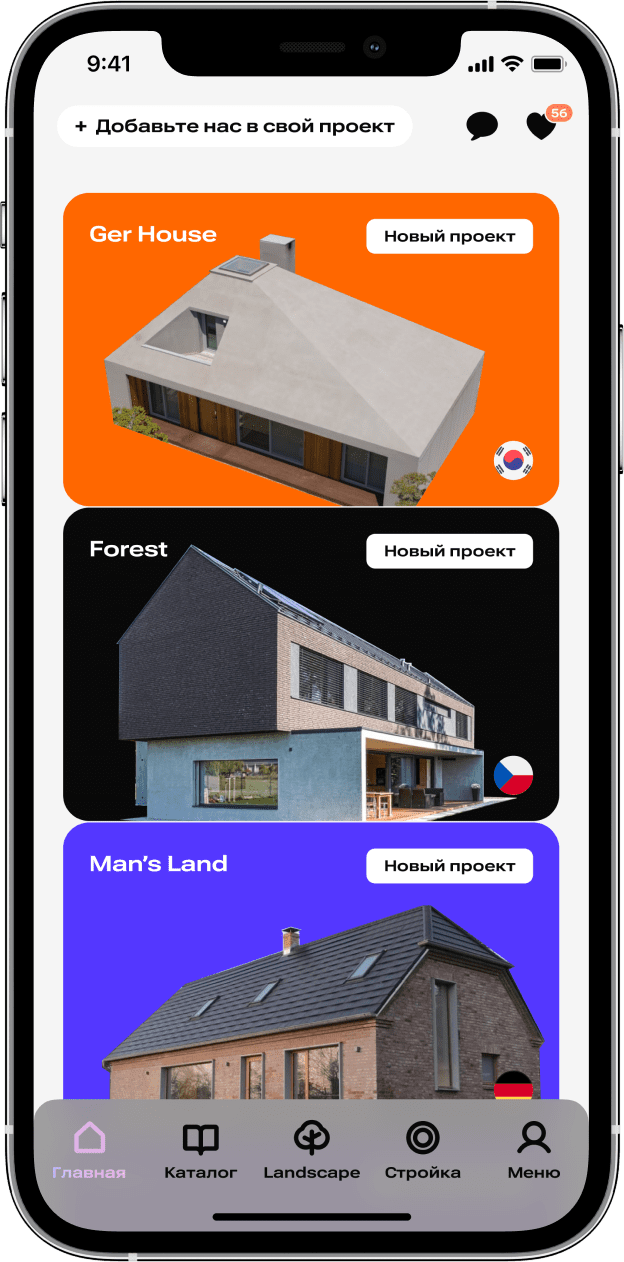 9:41
+ Добавьте нас в свой проект
56
Ger House
Новый проект
Forest
Новый проект
Man’s Land
Новый проект
Главная
Каталог
Landscape
Стройка
Меню